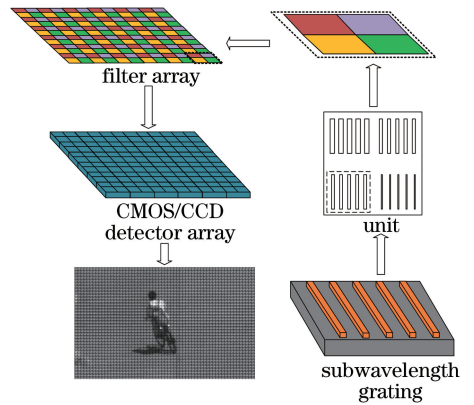 filter array
CMOS/CCD
detector array
unit
subwavelength
grating